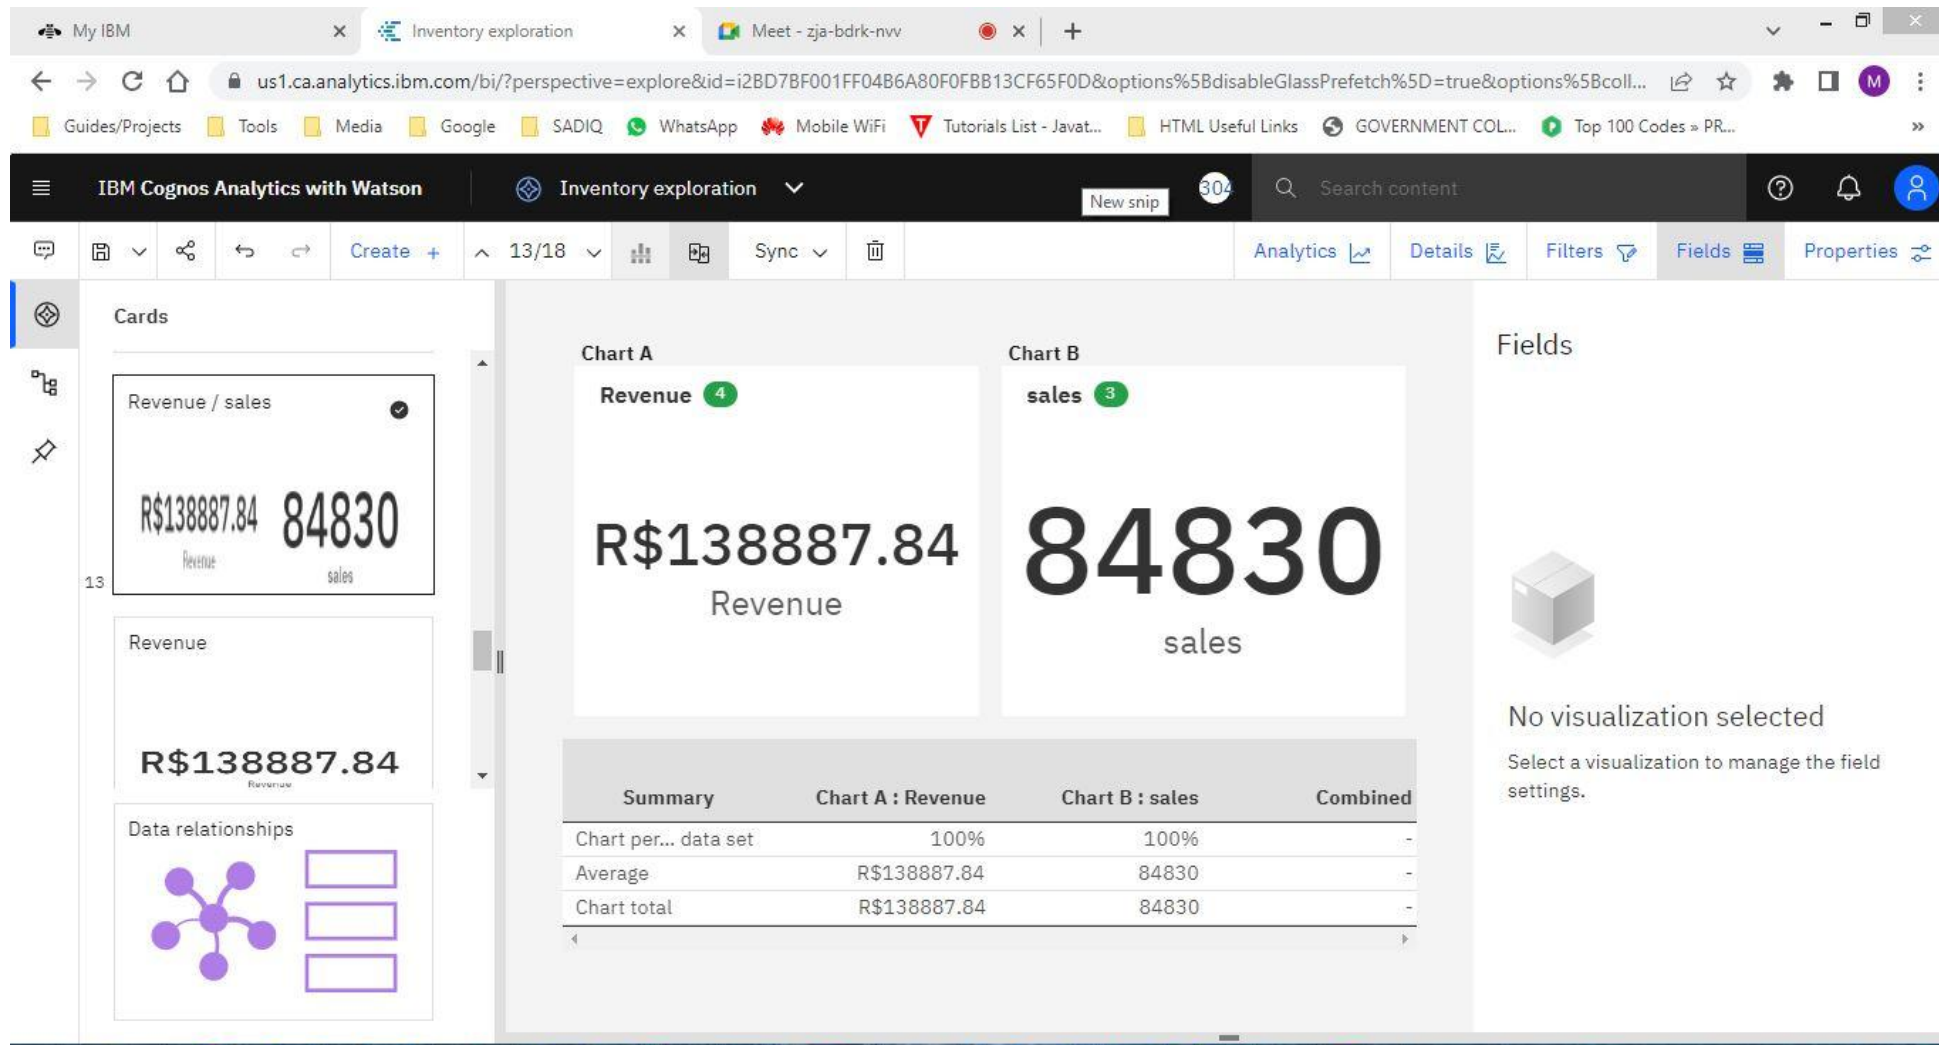 My IBM
Inventory exploration
Meet - zja-bdrk-nvv
us1.ca.analytics.ibm.com/bi/?perspective=explore&id=i2BD7BF001FF04B6A80F0FBB13CF65F0D&options%5BdisableGlassPrefetch%5D=true&options%5Bcoll...
M
Guides/Projects Tools Media Google SADIQ WhatsApp Mobile WiFi Tutorials List - Javat... HTML Useful Links GOVERNMENT COL... Top 100 Codes » PR... »
IBM Cognos Analytics with Watson
Inventory exploration
New snip
304
Search content
Create + 13/18 Sync Analytics Details Filters Fields Properties
Cards
Revenue / sales
R$138887.84 84830
Revenue
sales
13
Revenue
R$138887.84
Revenue
Data relationships
Chart A
Revenue 4
R$138887.84
Revenue
Chart B
sales 3
84830
sales
Summary Chart A : Revenue Chart B : sales Combined
Chart per... data set 100% 100% -
Average R$138887.84 84830 -
Chart total R$138887.84 84830 -
Fields
No visualization selected
Select a visualization to manage the field
settings.